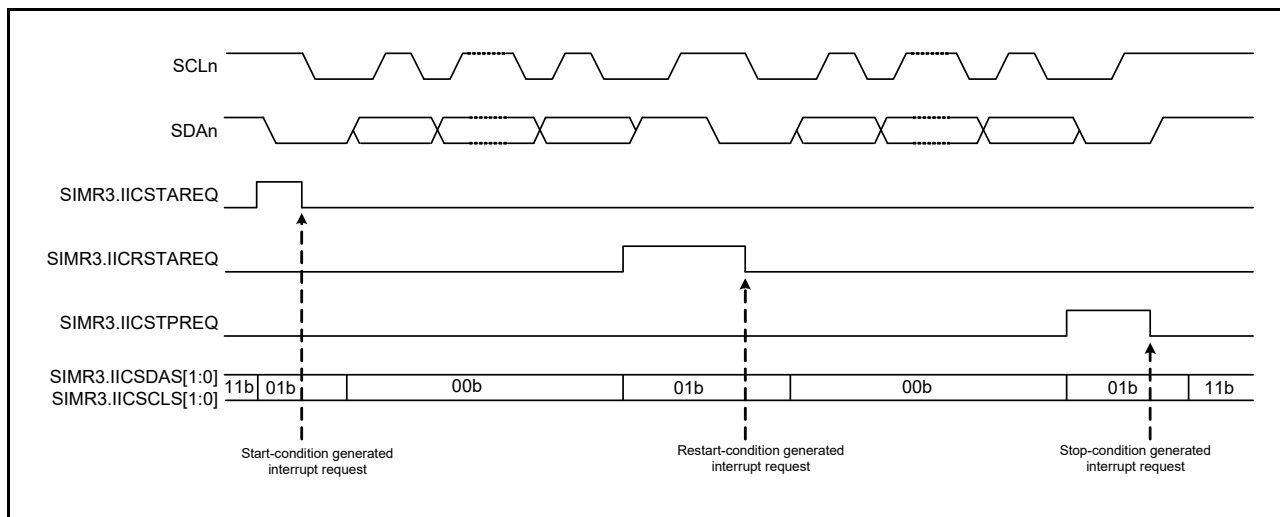 SCLn
SDAn
SIMR3.IICSTAREQ
SIMR3.IICRSTAREQ
SIMR3.IICSTPREQ
SIMR3.IICSDAS[1:0]
SIMR3.IICSCLS[1:0]
11b 01b 00b 01b 00b 01b 11b
Start-condition generated
interrupt request
Restart-condition generated
interrupt request
Stop-condition generated
interrupt request